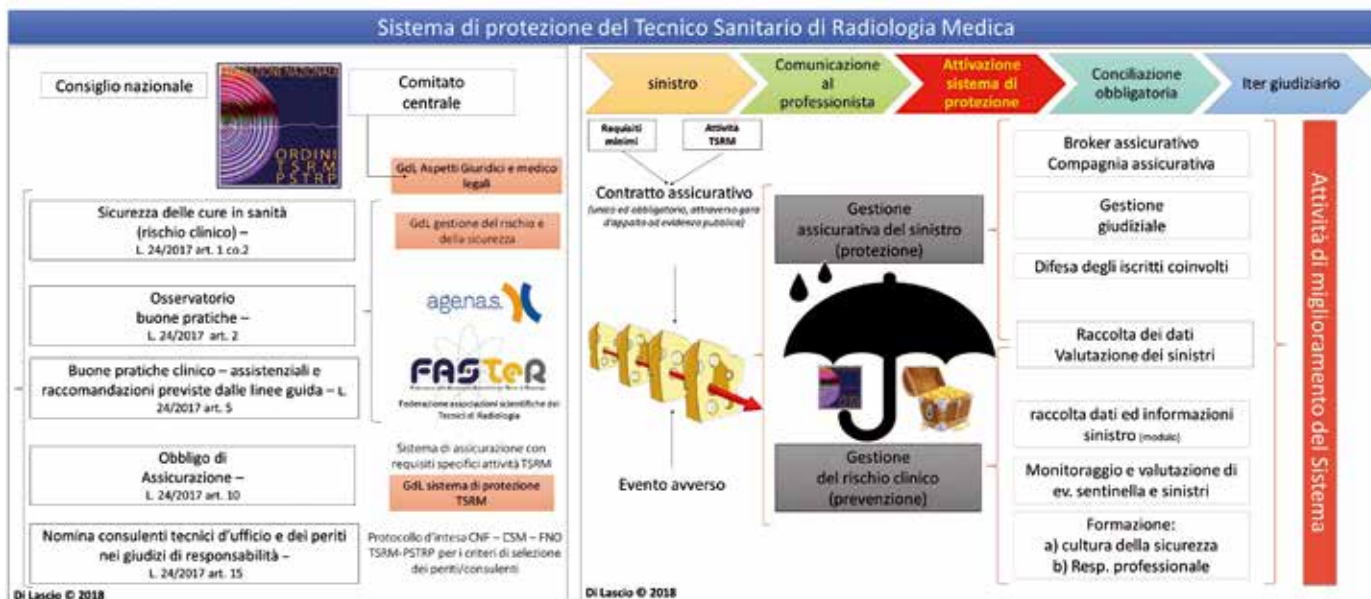 Sistema di protezione del Tecnico Sanitario di Radiologia Medica
Consiglio nazionale
FEDERAZIONE NAZIONALE
ORDINI
TSRM
PSTRP
Comitato
centrale
GdL Aspetti Giuridici e medico
legali
Sicurezza delle cure in sanità
(rischio clinico) –
L. 24/2017 art. 1 co.2
GdL gestione del rischio e
della sicurezza
Osservatorio
buone pratiche –
L. 24/2017 art. 2
agenas
Buone pratiche clinico – assistenziali e
raccomandazioni previste dalle linee guida – L.
24/2017 art. 5
FASTeR
Federazione associazioni scientifiche dei
Tecnici di Radiologia
Obbligo di
Assicurazione –
L. 24/2017 art. 10
Sistema di assicurazione con
requisiti specifici attività TSRM
GdL sistema di protezione
TSRM
Nomina consulenti tecnici d'ufficio e dei periti
nei giudizi di responsabilità –
L. 24/2017 art. 15
Protocollo d'intesa CNF – CSM – FNO
TSRM-PSTRP per i criteri di selezione
dei periti/consulenti
Di Lascio © 2018
sinistro
Comunicazione
al
professionista
Attivazione
sistema di
protezione
Conciliazione
obbligatoria
Iter giudiziario
Requisiti
minimi
Attività
TSRM
Contratto assicurativo
(unico ed obbligatorio, attraverso gara
d'appalto ad evidenza pubblica)
Evento avverso
Gestione
assicurativa del sinistro
(protezione)
Gestione
del rischio clinico
(prevenzione)
Broker assicurativo
Compagnia assicurativa
Gestione
giudiziale
Difesa degli iscritti coinvolti
Raccolta dei dati
Valutazione dei sinistri
raccolta dati ed informazioni
sinistro (modulo)
Monitoraggio e valutazione di
ev. sentinella e sinistri
Formazione:
a) cultura della sicurezza
b) Resp. professionale
Attività di miglioramento del Sistema
Di Lascio © 2018